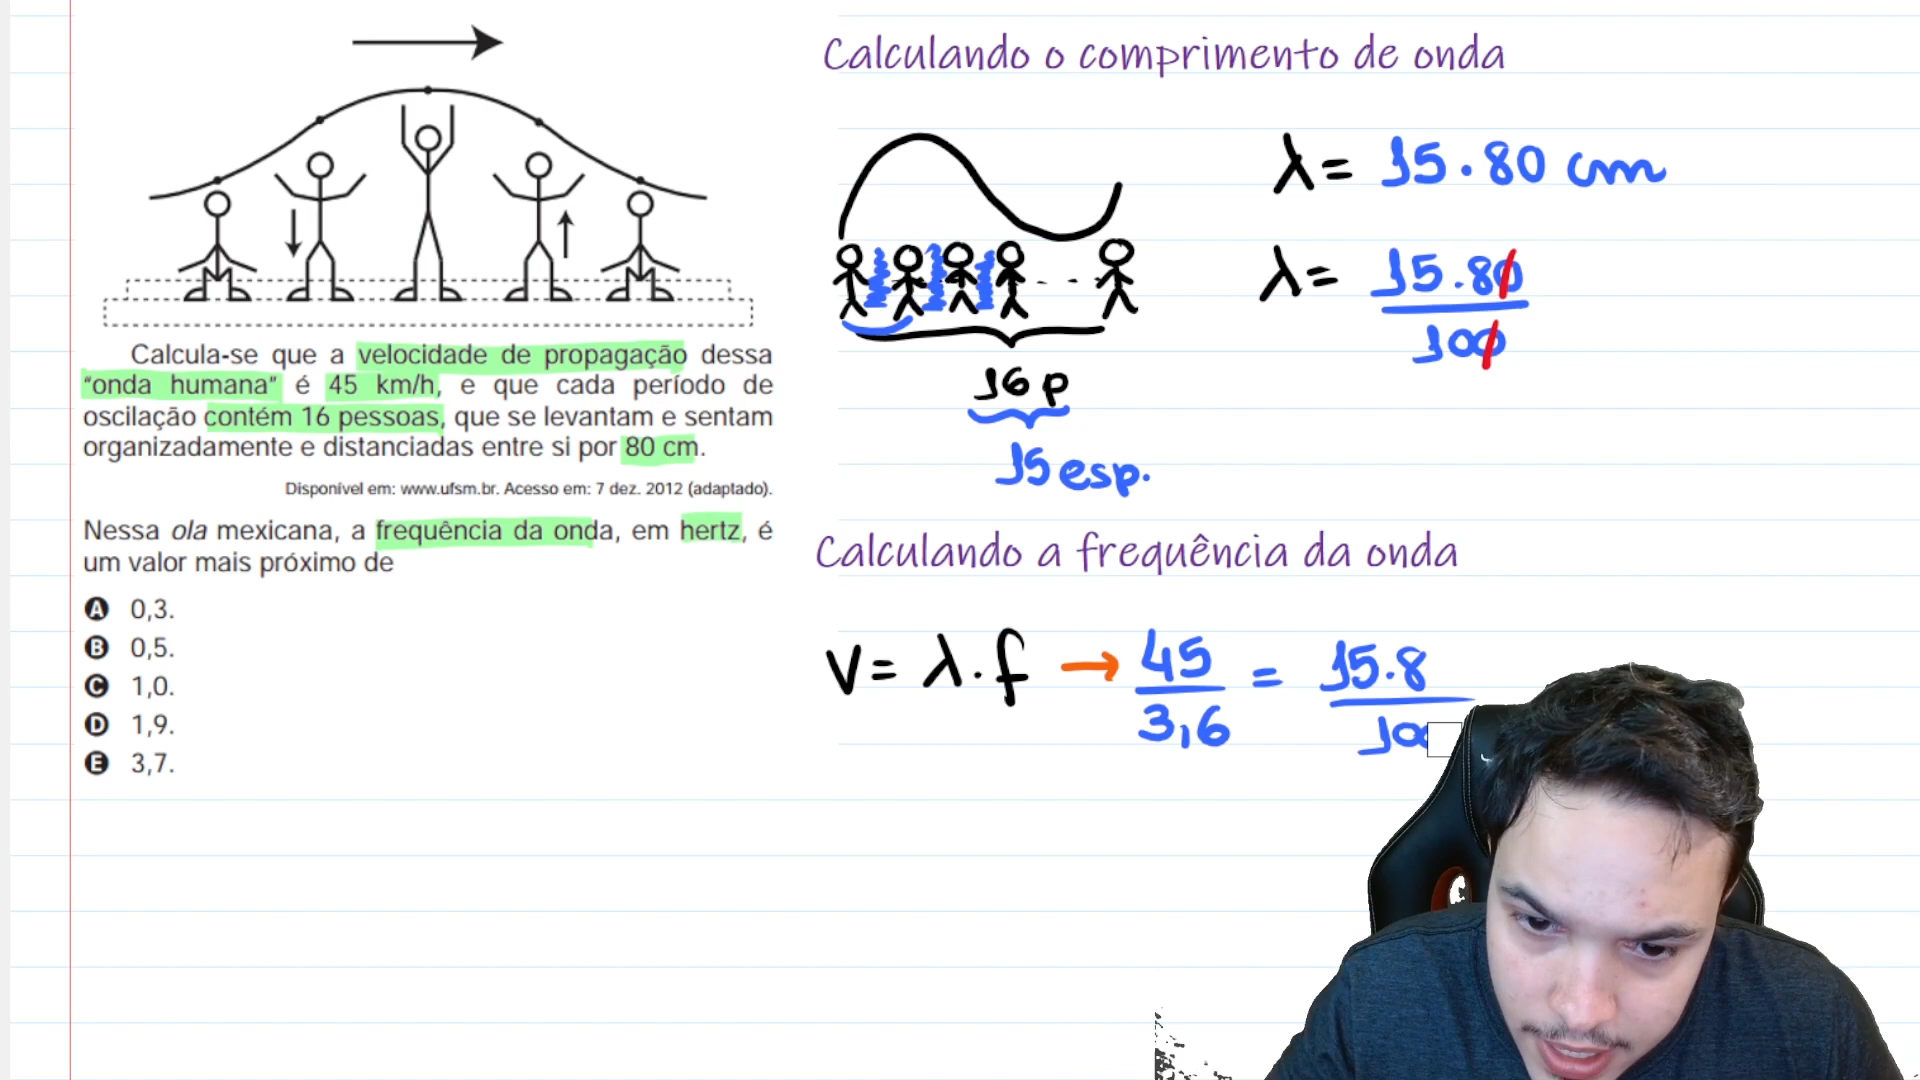 Calcula-se que a velocidade de propagação dessa
"onda humana" é 45 km/h, e que cada período de
oscilação contém 16 pessoas, que se levantam e sentam
organizadamente e distanciadas entre si por 80 cm.
Disponível em: www.ufsm.br. Acesso em: 7 dez. 2012 (adaptado).
Nessa ola mexicana, a frequência da onda, em hertz, é
um valor mais próximo de
A 0,3.
B 0,5.
C 1,0.
D 1,9.
E 3,7.
Calculando o comprimento de onda
λ = 15.80 cm
λ = 15.80
100
16 p
15 esp.
Calculando a frequência da onda
V = λ.f → 45 = 15.8
3,6